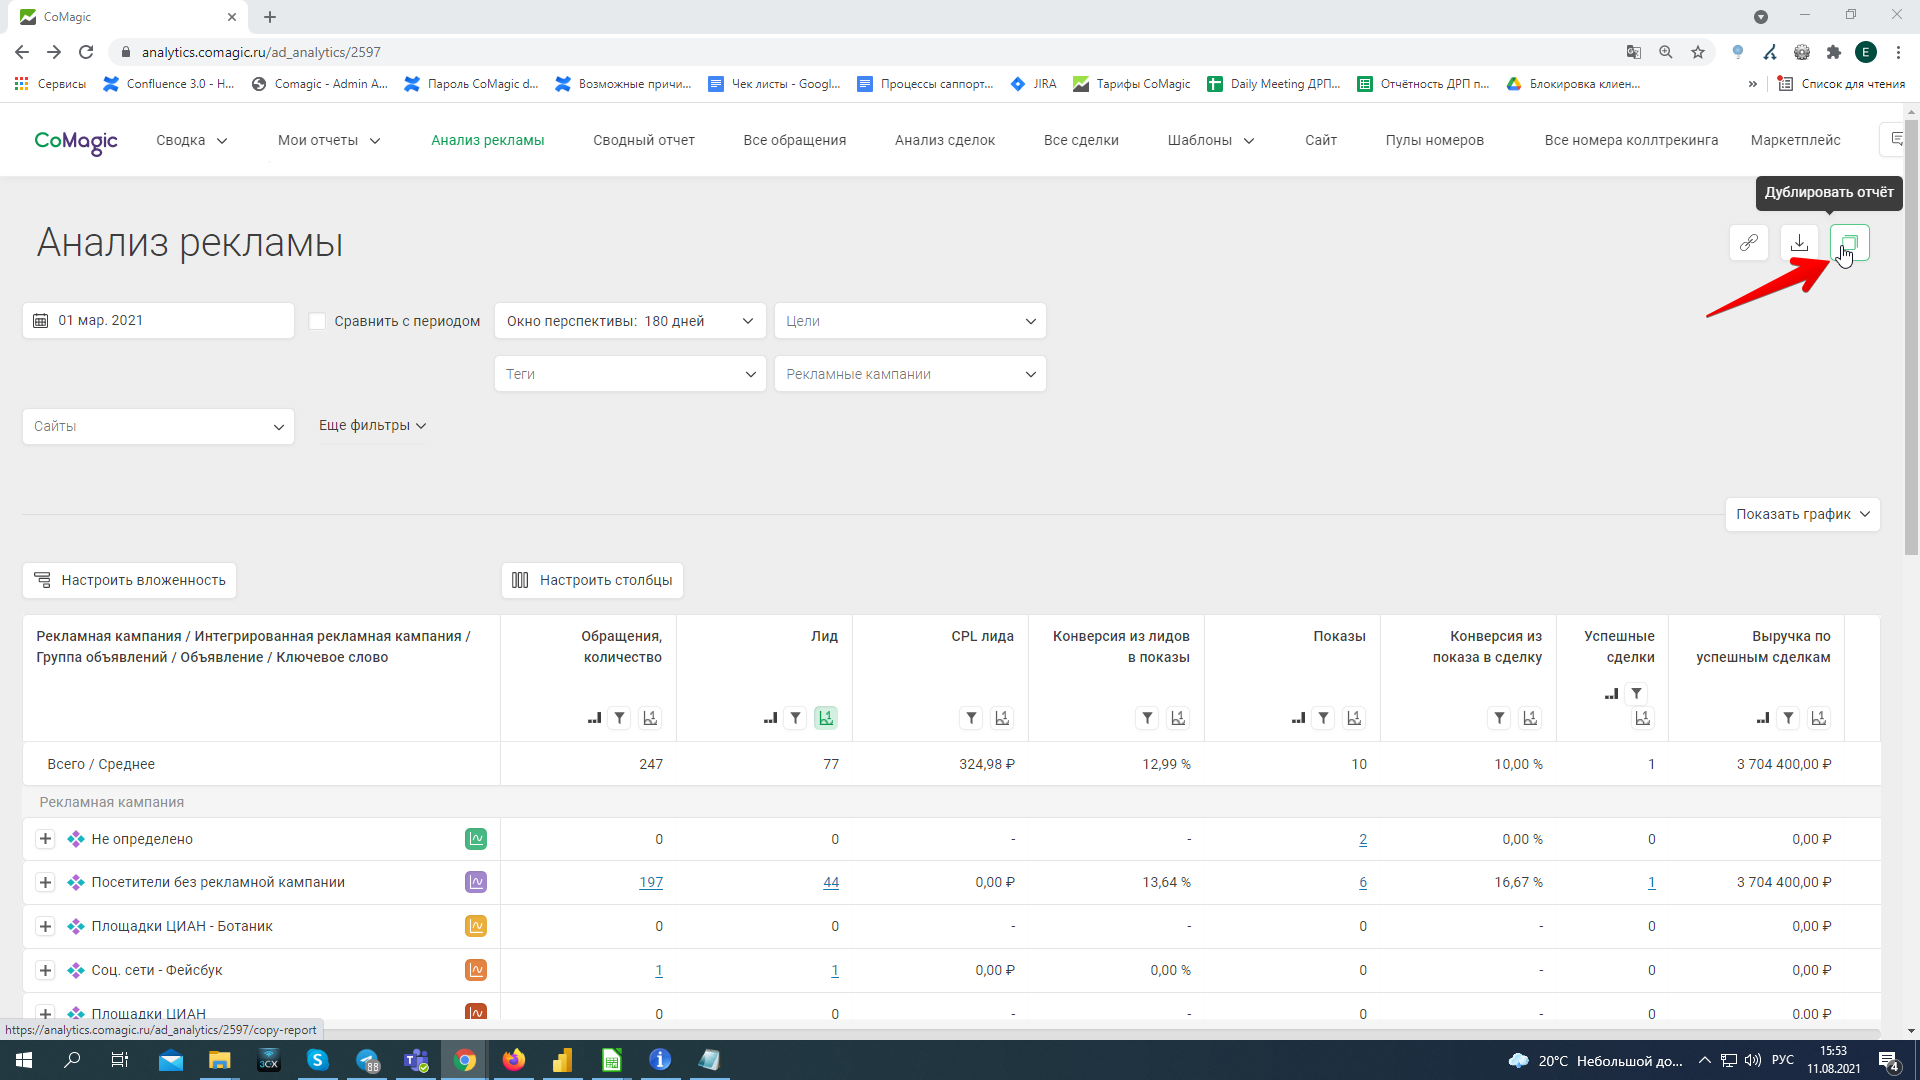 CoMagic
analytics.comagic.ru/ad_analytics/2597
E
Сервисы
Confluence 3.0 - Н...
Comagic - Admin A...
Пароль CoMagic d...
Возможные причи...
Чек листы - Googl...
Процессы саппорт...
JIRA
Тарифы CoMagic
Daily Meeting ДРП...
Отчётность ДРП п...
Блокировка клиен...
»
Список для чтения
CoMagic
Сводка
Мои отчеты
Анализ рекламы
Сводный отчет
Все обращения
Анализ сделок
Все сделки
Шаблоны
Сайт
Пулы номеров
Все номера коллтрекинга
Маркетплейс
Дублировать отчёт
Анализ рекламы
01 мар. 2021
Сравнить с периодом
Окно перспективы: 180 дней
Цели
Теги
Рекламные кампании
Сайты
Еще фильтры
Показать график
Настроить вложенность
Настроить столбцы
Рекламная кампания / Интегрированная рекламная кампания /
Группа объявлений / Объявление / Ключевое слово
Обращения,
количество
Лид
CPL лида
Конверсия из лидов
в показы
Показы
Конверсия из
показа в сделку
Успешные
сделки
Выручка по
успешным сделкам
Всего / Среднее 247 77 324,98 ₽ 12,99 % 10 10,00 % 1 3 704 400,00 ₽
Рекламная кампания
Не определено 0 0 - - 2 0,00 % 0 0,00 ₽
Посетители без рекламной кампании 197 44 0,00 ₽ 13,64 % 6 16,67 % 1 3 704 400,00 ₽
Площадки ЦИАН - Ботаник 0 0 - - 0 - 0 0,00 ₽
Соц. сети - Фейсбук 1 1 0,00 ₽ 0,00 % 0 - 0 0,00 ₽
Площадки ЦИАН 0 0 - - 0 - 0 0,00 ₽
https://analytics.comagic.ru/ad_analytics/2597/copy-report
3CX
88
20°C Небольшой до...
РУС
15:53
11.08.2021
4